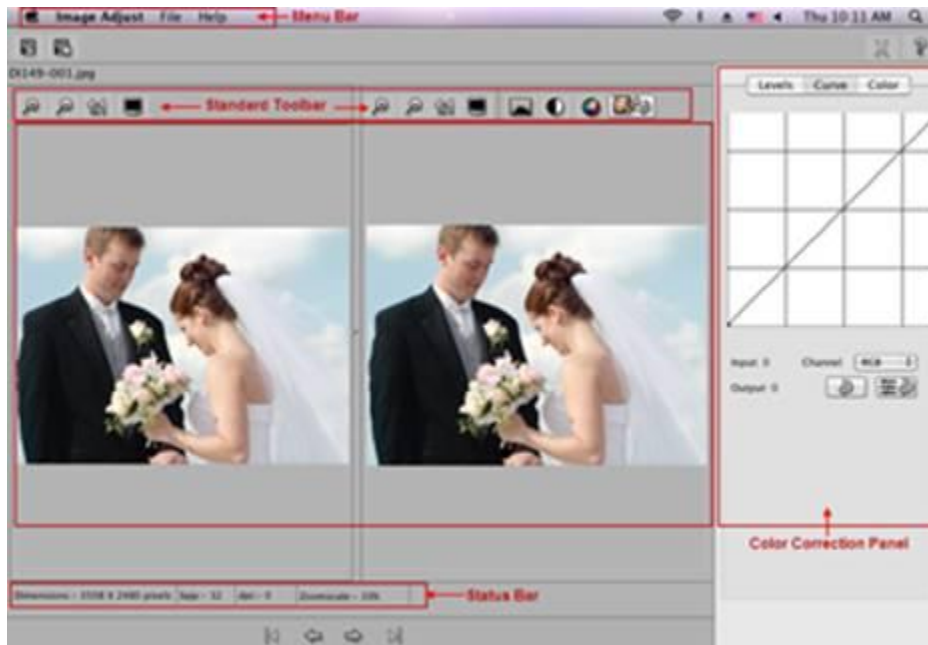 Image Adjust File Help Menu Bar Thu 10:11 AM
DI149-001.jpg
Standard Toolbar
Levels Curve Color
Input: 0 Channel RGB
Output: 0
Color Correction Panel
Status Bar